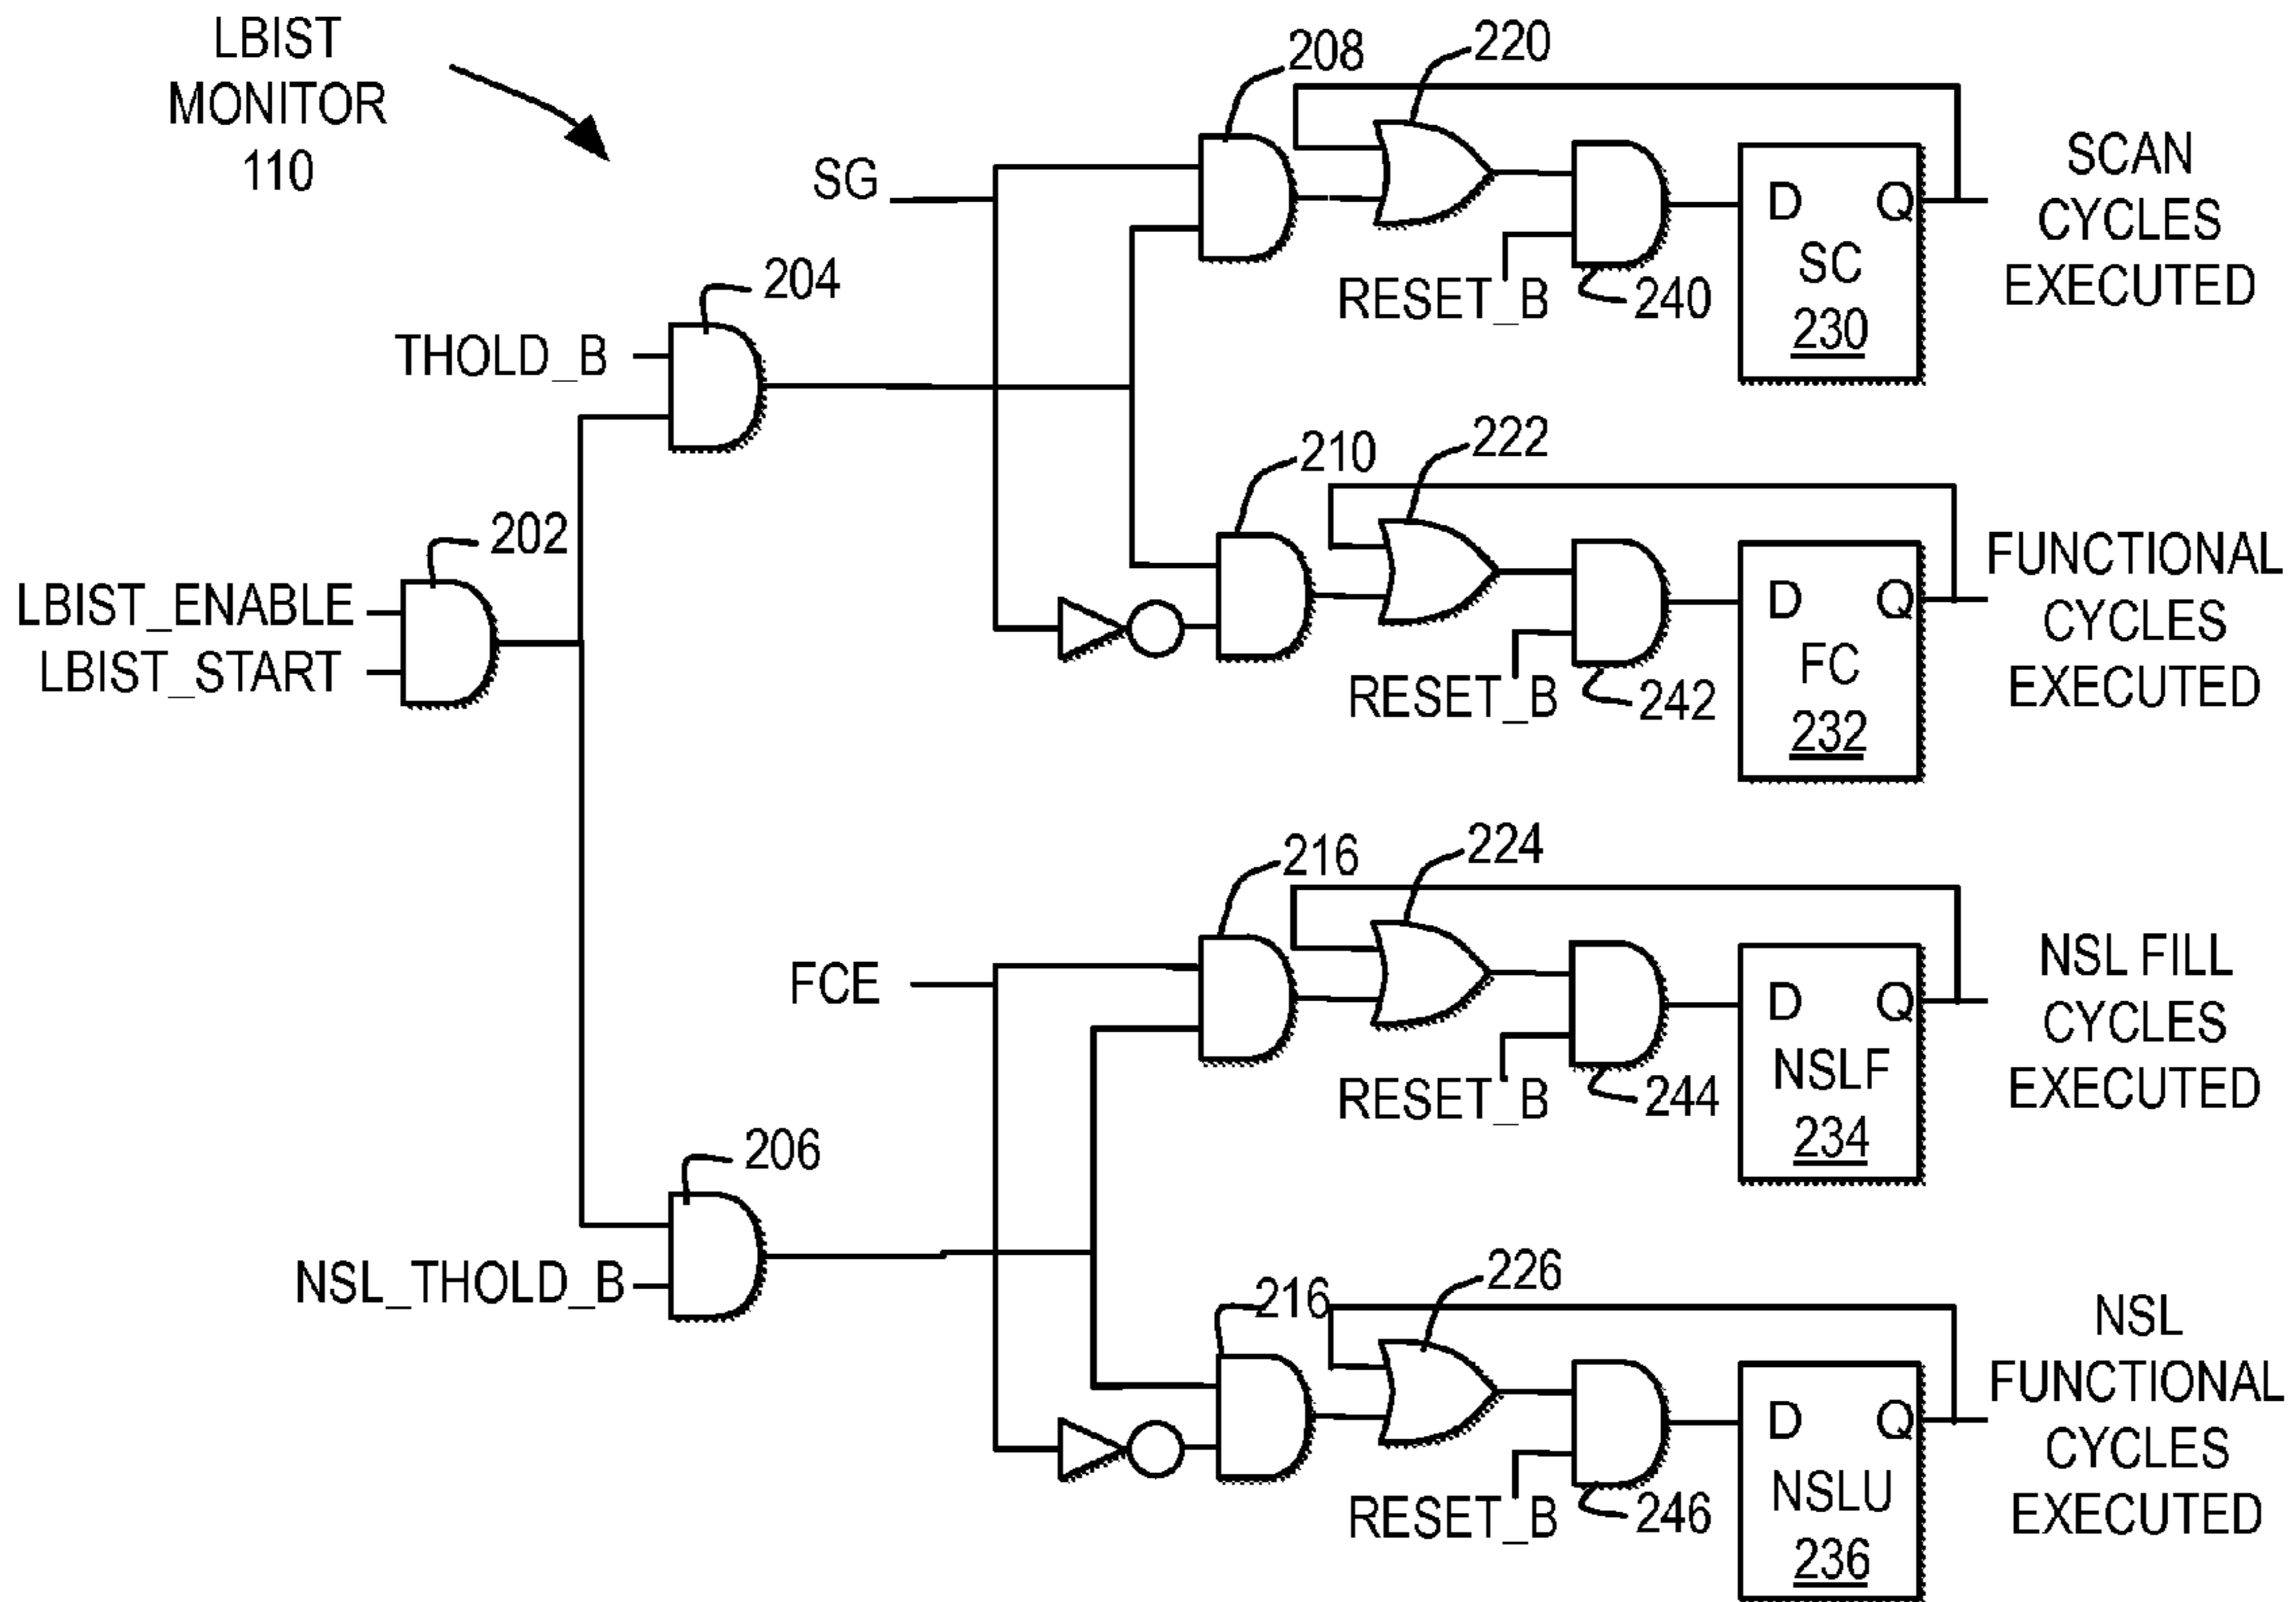 LBIST
MONITOR
110
208
220
SG
RESET_B
240
D
Q
SC
230
SCAN
CYCLES
EXECUTED
204
THOLD_B
210
222
RESET_B
242
D
Q
FC
232
FUNCTIONAL
CYCLES
EXECUTED
202
LBIST_ENABLE
LBIST_START
216
224
FCE
RESET_B
244
D
Q
NSLF
234
NSL FILL
CYCLES
EXECUTED
206
NSL_THOLD_B
216
226
RESET_B
246
D
Q
NSLU
236
NSL
FUNCTIONAL
CYCLES
EXECUTED